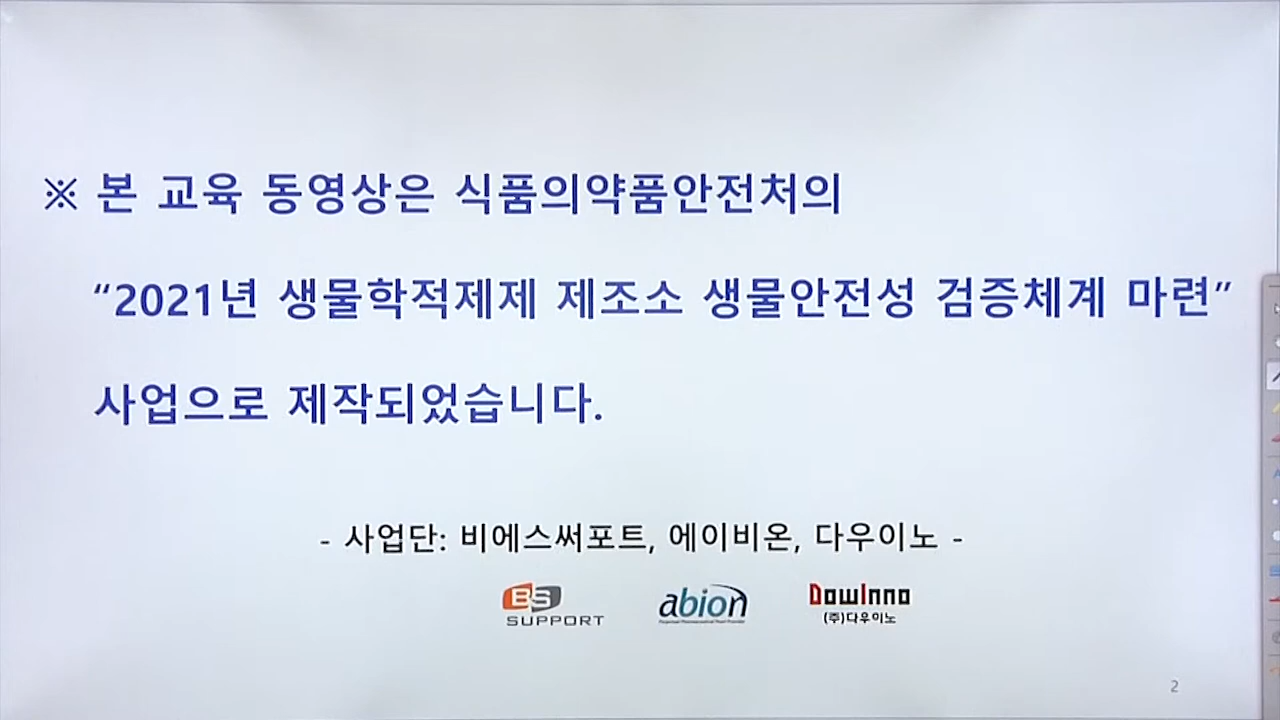 ※ 본 교육 동영상은 식품의약품안전처의
“2021년 생물학적제제 제조소 생물안전성 검증체계 마련”
사업으로 제작되었습니다.
- 사업단: 비에스써포트, 에이비온, 다우이노 -
BS SUPPORT
abion
DowInno
(주)다우이노
2